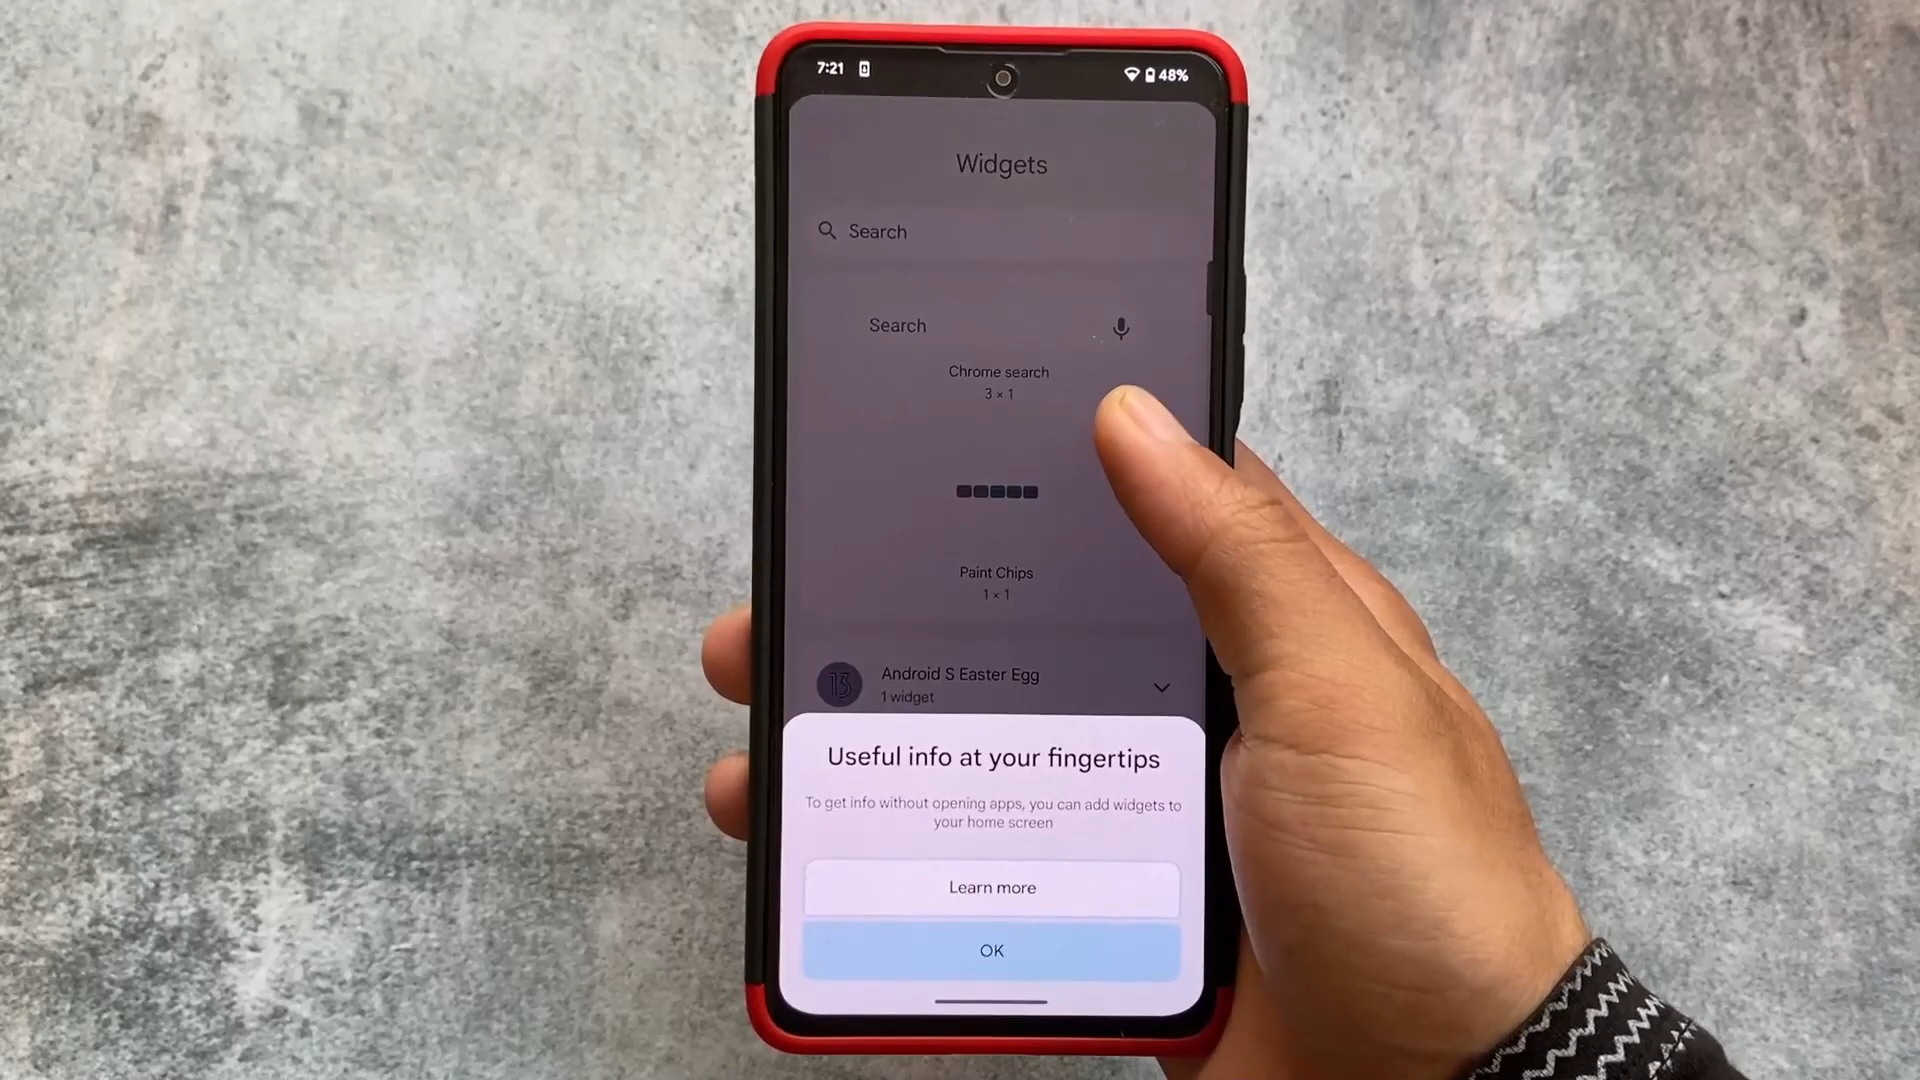 7:21
48%
Widgets
Search
Search
Chrome search
3 × 1
Paint Chips
1 × 1
13
Android S Easter Egg
1 widget
Useful info at your fingertips
To get info without opening apps, you can add widgets to
your home screen
Learn more
OK